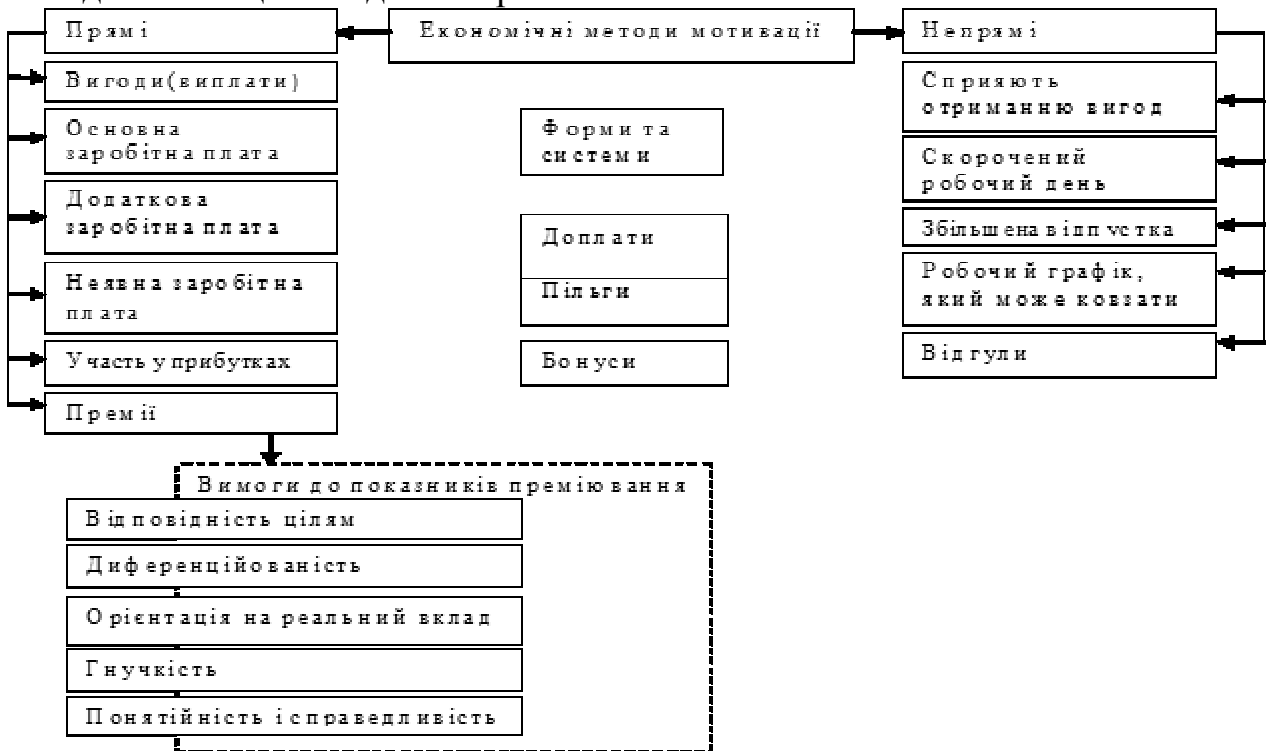 Прямі
Економічні методи мотивації
Непрямі
Вигоди(виплати)
Основна
заробітна плата
Додаткова
заробітна плата
Неявна заробітна
плата
Участь у прибутках
Премії
Форми та
системи
Доплати
Пільги
Бонуси
Сприяють
отриманню вигод
Скорочений
робочий день
Збільшена відпустка
Робочий графік,
який може ковзати
Відгули
Вимоги до показників преміювання
Відповідність цілям
Диференційованість
Орієнтація на реальний вклад
Гнучкість
Понятійність і справедливість